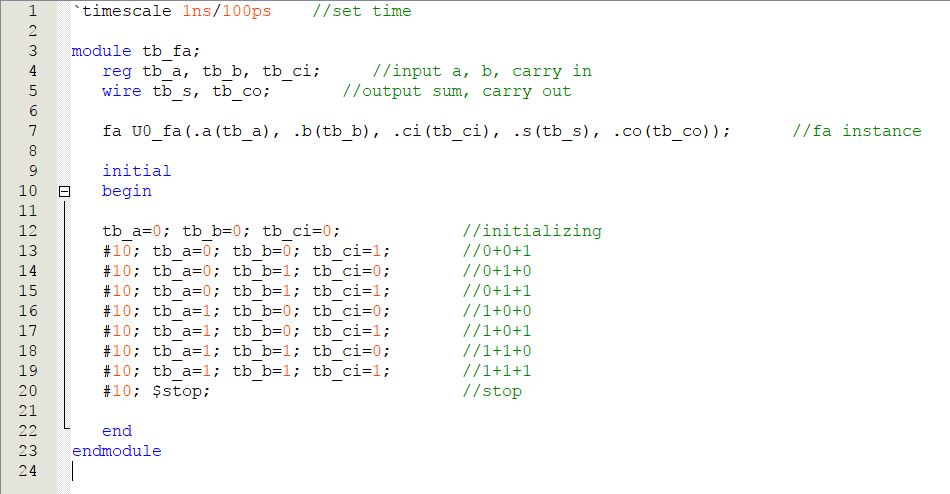 1 `timescale 1ns/100ps //set time
2
3 module tb_fa;
4 reg tb_a, tb_b, tb_ci; //input a, b, carry in
5 wire tb_s, tb_co; //output sum, carry out
6
7 fa U0_fa(.a(tb_a), .b(tb_b), .ci(tb_ci), .s(tb_s), .co(tb_co)); //fa instance
8
9 initial
10 begin
11
12 tb_a=0; tb_b=0; tb_ci=0; //initializing
13 #10; tb_a=0; tb_b=0; tb_ci=1; //0+0+1
14 #10; tb_a=0; tb_b=1; tb_ci=0; //0+1+0
15 #10; tb_a=0; tb_b=1; tb_ci=1; //0+1+1
16 #10; tb_a=1; tb_b=0; tb_ci=0; //1+0+0
17 #10; tb_a=1; tb_b=0; tb_ci=1; //1+0+1
18 #10; tb_a=1; tb_b=1; tb_ci=0; //1+1+0
19 #10; tb_a=1; tb_b=1; tb_ci=1; //1+1+1
20 #10; $stop; //stop
21
22 end
23 endmodule
24